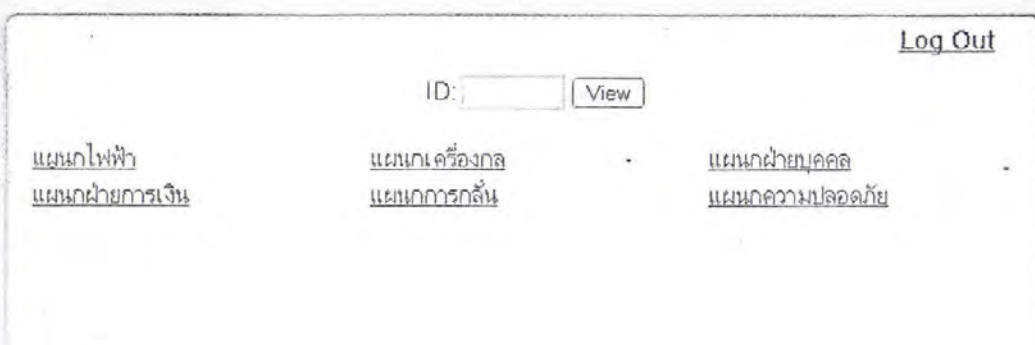 Log Out
ID: View
แผนกไฟฟ้า แผนกเครื่องกล แผนกฝ่ายบุคคล
แผนกฝ่ายการเงิน แผนกการกลั่น แผนกความปลอดภัย